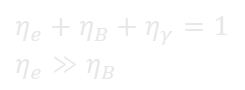 η_e + η_B + η_γ = 1
η_e ≫ η_B